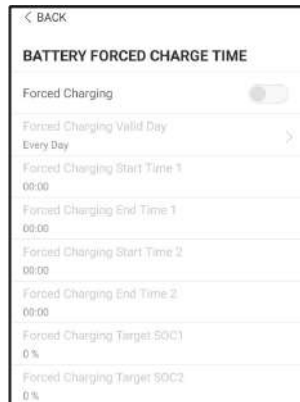 < BACK
BATTERY FORCED CHARGE TIME
Forced Charging
Forced Charging Valid Day
Every Day
Forced Charging Start Time 1
00:00
Forced Charging End Time 1
00:00
Forced Charging Start Time 2
00:00
Forced Charging End Time 2
00:00
Forced Charging Target SOC1
0 %
Forced Charging Target SOC2
0 %